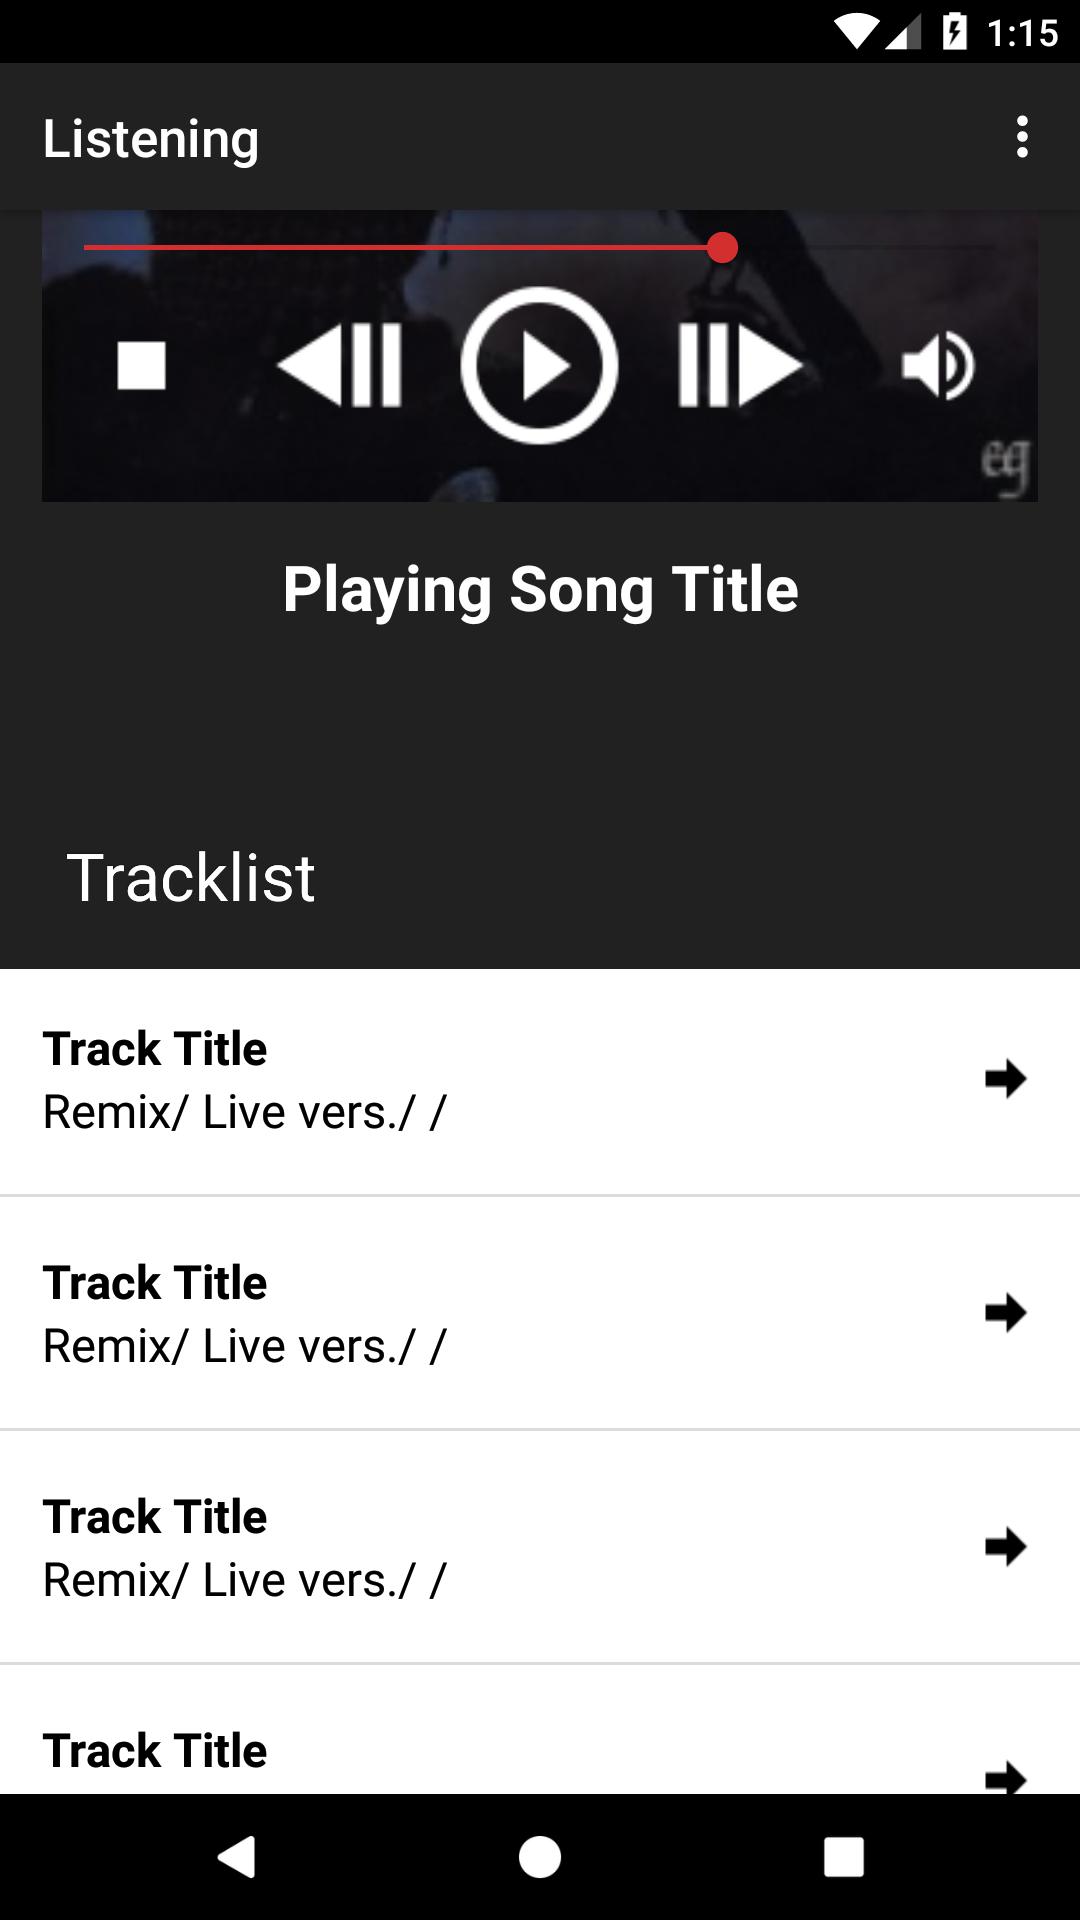 1:15
Listening
eg
Playing Song Title
Tracklist
Track Title
Remix/ Live vers./ /
Track Title
Remix/ Live vers./ /
Track Title
Remix/ Live vers./ /
Track Title